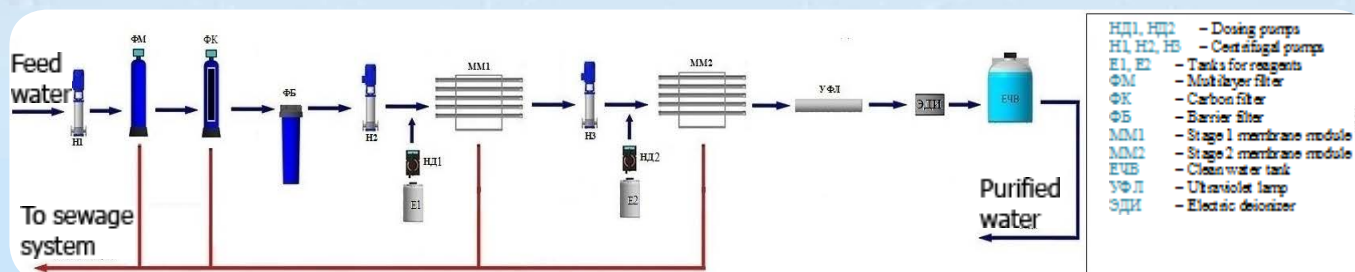 Feed
water
Н1
ФМ
ФК
ФБ
Н2
НД1
Е1
ММ1
Н3
НД2
Е2
ММ2
УФЛ
ЭДИ
ЕЧВ
Purified
water
To sewage
system
НД1, НД2 – Dosing pumps
Н1, Н2, Н3 – Centrifugal pumps
Е1, Е2 – Tanks for reagents
ФМ – Multilayer filter
ФК – Carbon filter
ФБ – Barrier filter
ММ1 – Stage 1 membrane module
ММ2 – Stage 2 membrane module
ЕЧВ – Clean water tank
УФЛ – Ultraviolet lamp
ЭДИ – Electric deionizer